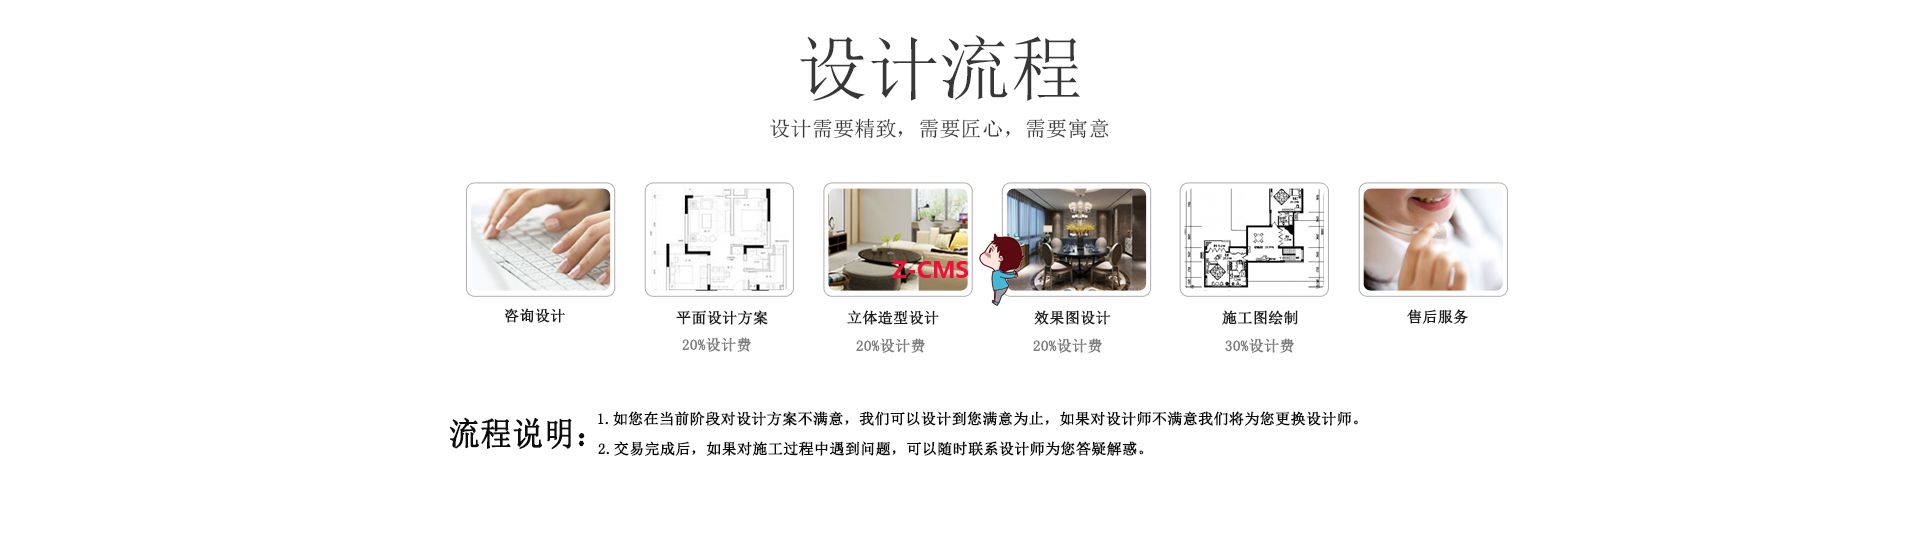 设计流程
设计需要精致，需要匠心，需要寓意
Z-CMS
咨询设计
平面设计方案
立体造型设计
效果图设计
施工图绘制
售后服务
20%设计费
20%设计费
20%设计费
30%设计费
流程说明：
1.如您在当前阶段对设计方案不满意，我们可以设计到您满意为止，如果对设计师不满意我们将为您更换设计师。
2.交易完成后，如果对施工过程中遇到问题，可以随时联系设计师为您答疑解惑。